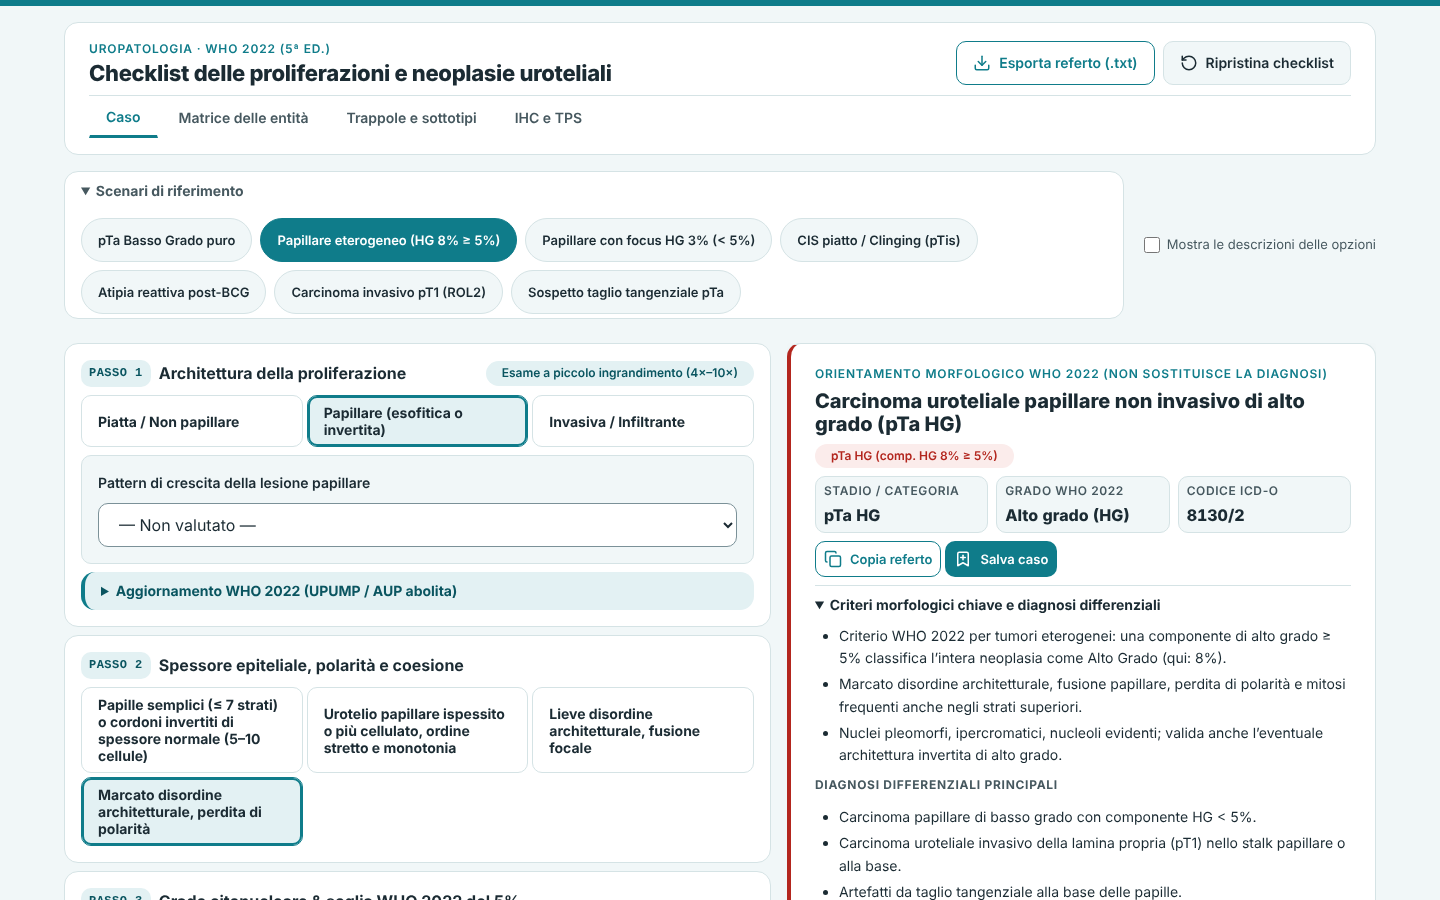 UROPATOLOGIA · WHO 2022 (5ª ED.)
Checklist delle proliferazioni e neoplasie uroteliali
Esporta referto (.txt)
Ripristina checklist
Caso
Matrice delle entità
Trappole e sottotipi
IHC e TPS
▼ Scenari di riferimento
pTa Basso Grado puro
Papillare eterogeneo (HG 8% ≥ 5%)
Papillare con focus HG 3% (< 5%)
CIS piatto / Clinging (pTis)
Atipia reattiva post-BCG
Carcinoma invasivo pT1 (ROL2)
Sospetto taglio tangenziale pTa
Mostra le descrizioni delle opzioni
PASSO 1
Architettura della proliferazione
Esame a piccolo ingrandimento (4×–10×)
Piatta / Non papillare
Papillare (esofitica o
invertita)
Invasiva / Infiltrante
Pattern di crescita della lesione papillare
— Non valutato —
▶ Aggiornamento WHO 2022 (UPUMP / AUP abolita)
PASSO 2
Spessore epiteliale, polarità e coesione
Papille semplici (≤ 7 strati)
o cordoni invertiti di
spessore normale (5–10
cellule)
Urotelio papillare ispessito
o più cellulato, ordine
stretto e monotonia
Lieve disordine
architetturale, fusione
focale
Marcato disordine
architetturale, perdita di
polarità
PASSO 3
Grado citonucleare & soglia WHO 2022 del 5%
ORIENTAMENTO MORFOLOGICO WHO 2022 (NON SOSTITUISCE LA DIAGNOSI)
Carcinoma uroteliale papillare non invasivo di alto
grado (pTa HG)
pTa HG (comp. HG 8% ≥ 5%)
STADIO / CATEGORIA
pTa HG
GRADO WHO 2022
Alto grado (HG)
CODICE ICD-O
8130/2
Copia referto
Salva caso
▼ Criteri morfologici chiave e diagnosi differenziali
• Criterio WHO 2022 per tumori eterogenei: una componente di alto grado ≥
5% classifica l’intera neoplasia come Alto Grado (qui: 8%).
• Marcato disordine architetturale, fusione papillare, perdita di polarità e mitosi
frequenti anche negli strati superiori.
• Nuclei pleomorfi, ipercromatici, nucleoli evidenti; valida anche l’eventuale
architettura invertita di alto grado.
DIAGNOSI DIFFERENZIALI PRINCIPALI
• Carcinoma papillare di basso grado con componente HG < 5%.
• Carcinoma uroteliale invasivo della lamina propria (pT1) nello stalk papillare o
alla base.
• Artefatti da taglio tangenziale alla base delle papille.